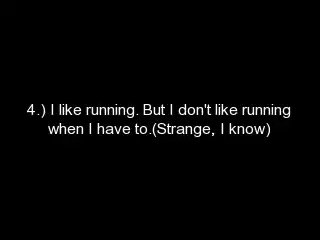 4.) I like running. But I don't like running
when I have to.(Strange, I know)